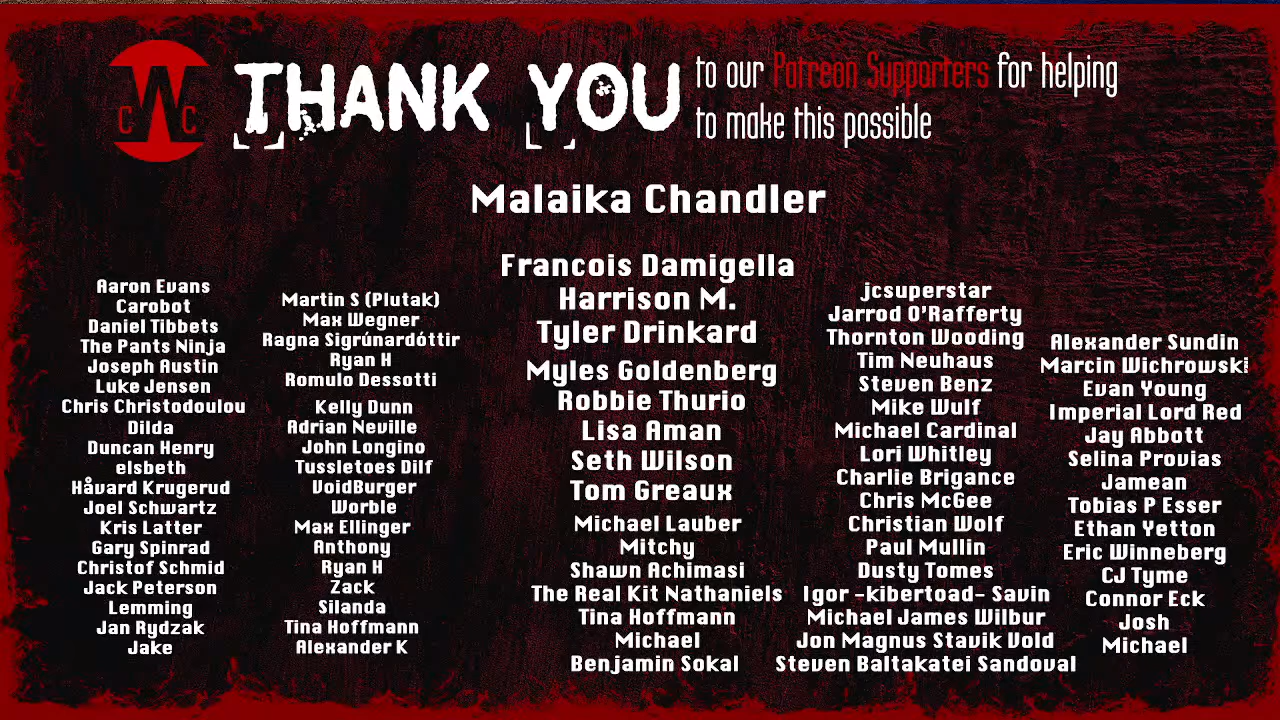 CWC
THANK YOU
to our Patreon Supporters for helping
to make this possible
Malaika Chandler
Aaron Evans
Carobot
Daniel Tibbets
The Pants Ninja
Joseph Austin
Luke Jensen
Chris Christodoulou
Dilda
Duncan Henry
elsbeth
Håvard Krugerud
Joel Schwartz
Kris Latter
Gary Spinrad
Christof Schmid
Jack Peterson
Lemming
Jan Rydzak
Jake
Martin S (Plutak)
Max Wegner
Ragna Sigrúnardóttir
Ryan H
Romulo Dessotti
Kelly Dunn
Adrian Neville
John Longino
Tussletoes Dilf
VoidBurger
Worble
Max Ellinger
Anthony
Ryan H
Zack
Silanda
Tina Hoffmann
Alexander K
Francois Damigella
Harrison M.
Tyler Drinkard
Myles Goldenberg
Robbie Thurio
Lisa Aman
Seth Wilson
Tom Greaux
Michael Lauber
Mitchy
Shawn Achimasi
The Real Kit Nathaniels
Tina Hoffmann
Michael
Benjamin Sokal
jcsuperstar
Jarrod O'Rafferty
Thornton Wooding
Tim Neuhaus
Steven Benz
Mike Wulf
Michael Cardinal
Lori Whitley
Charlie Brigance
Chris McGee
Christian Wolf
Paul Mullin
Dusty Tomes
Igor -kibertoad- Savin
Michael James Wilbur
Jon Magnus Stavik Vold
Steven Baltakatei Sandoval
Alexander Sundin
Marcin Wichrowski
Evan Young
Imperial Lord Red
Jay Abbott
Selina Provias
Jamean
Tobias P Esser
Ethan Yetton
Eric Winneberg
CJ Tyme
Connor Eck
Josh
Michael